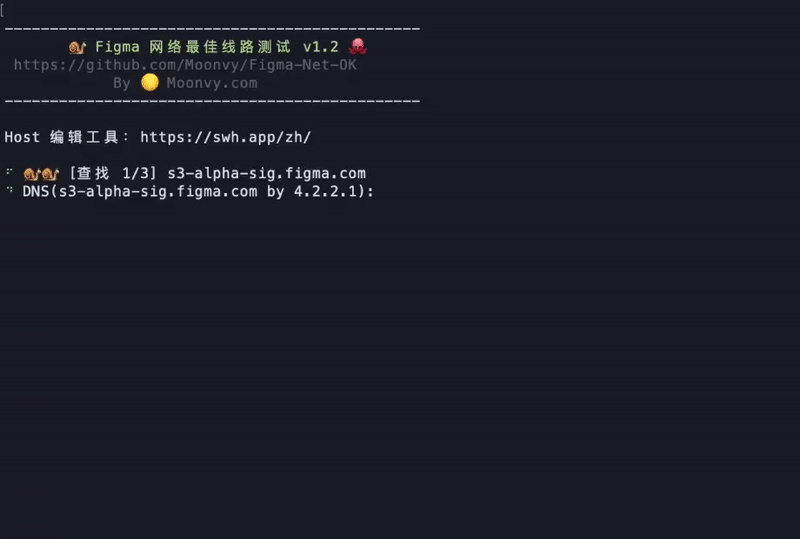 [
-----------------------------------------------
🐌 Figma 网络最佳线路测试 v1.2 🐙
https://github.com/Moonvy/Figma-Net-OK
By 🟡 Moonvy.com
-----------------------------------------------
Host 编辑工具: https://swh.app/zh/
🐌🐌 [查找 1/3] s3-alpha-sig.figma.com
DNS(s3-alpha-sig.figma.com by 4.2.2.1):